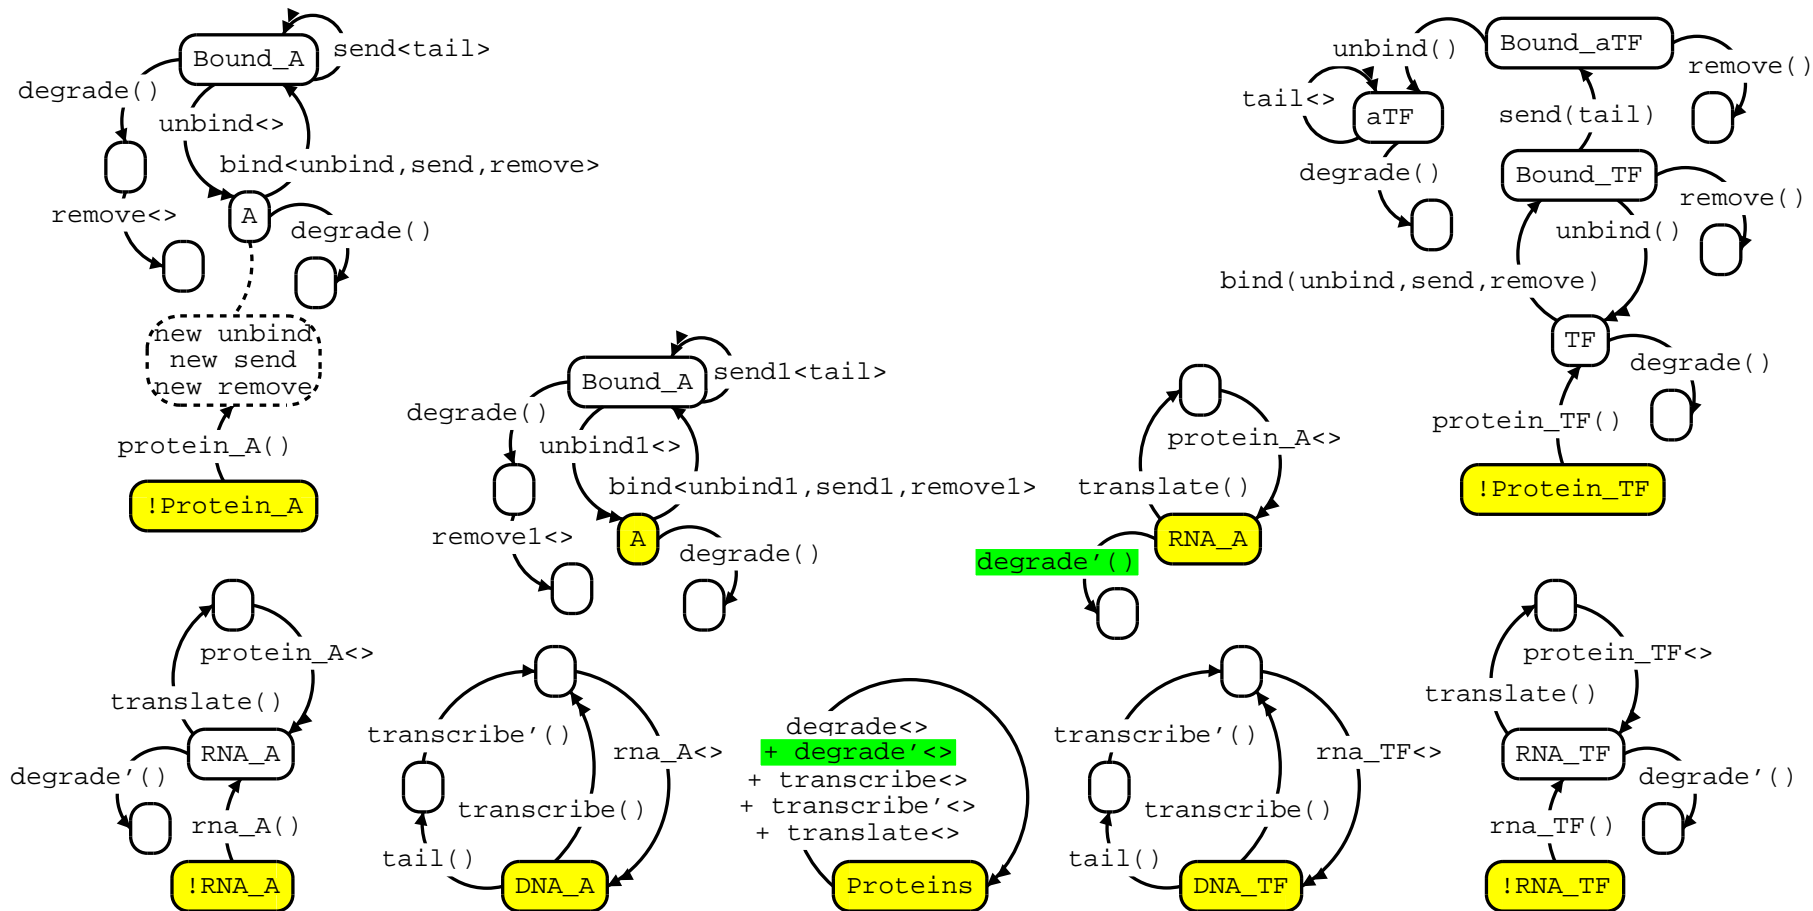 Bound_A
send<tail>
degrade()
unbind<>
bind<unbind,send,remove>
remove<>
A
degrade()
new unbind
new send
new remove
protein_A()
!Protein_A
Bound_aTF
unbind()
remove()
tail<>
aTF
send(tail)
degrade()
Bound_TF
remove()
unbind()
bind(unbind,send,remove)
TF
degrade()
protein_TF()
!Protein_TF
Bound_A
send1<tail>
degrade()
unbind1<>
bind<unbind1,send1,remove1>
remove1<>
A
degrade()
protein_A<>
translate()
RNA_A
degrade'()
protein_A<>
translate()
RNA_A
degrade'()
rna_A()
!RNA_A
transcribe'()
rna_A<>
transcribe()
tail()
DNA_A
degrade<>
+ degrade'<>
+ transcribe<>
+ transcribe'<>
+ translate<>
Proteins
transcribe'()
rna_TF<>
transcribe()
tail()
DNA_TF
protein_TF<>
translate()
RNA_TF
degrade'()
rna_TF()
!RNA_TF